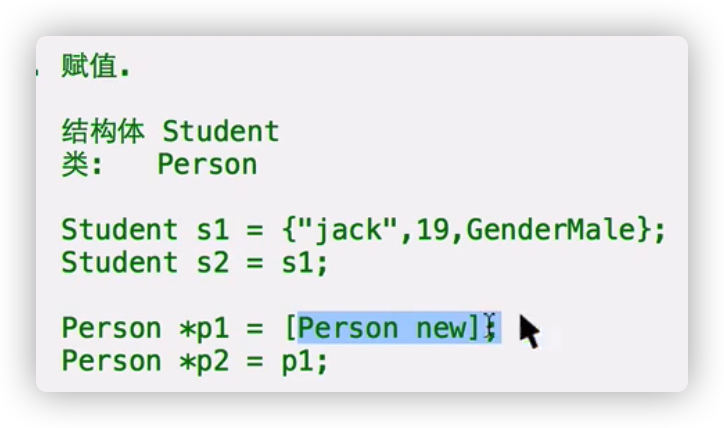 . 赋值.
结构体 Student
类: Person
Student s1 = {"jack",19,GenderMale};
Student s2 = s1;
Person *p1 = [Person new];
Person *p2 = p1;